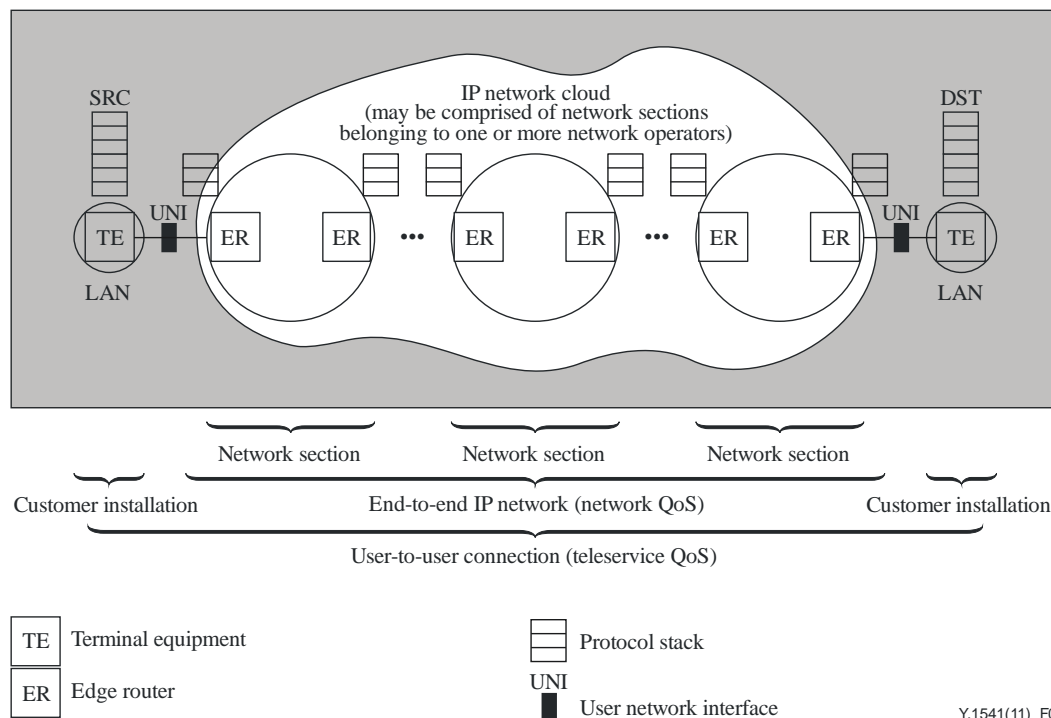 IP network cloud
(may be comprised of network sections
belonging to one or more network operators)
SRC
DST
UNI
UNI
TE
ER
ER
•••
ER
ER
•••
ER
ER
TE
LAN
LAN
Network section
Network section
Network section
Customer installation
End-to-end IP network (network QoS)
Customer installation
User-to-user connection (teleservice QoS)
TE
Terminal equipment
Protocol stack
ER
Edge router
UNI
User network interface